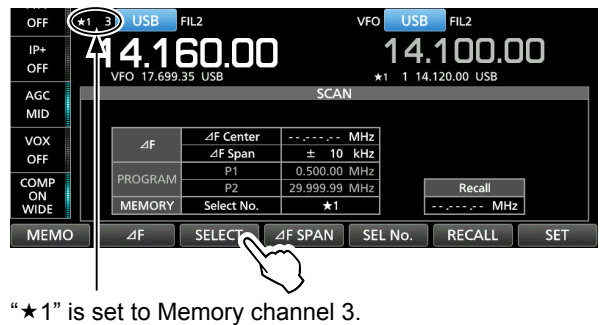 OFF ★1 3 USB FIL2 VFO USB FIL2
IP+ OFF 14.160.00 14.100.00
VFO 17.699.35 USB ★1 1 14.120.00 USB
AGC MID SCAN
VOX OFF
⊿F ⊿F Center --.---.-- MHz
⊿F Span ± 10 kHz
PROGRAM P1 0.500.00 MHz
P2 29.999.99 MHz Recall
COMP ON WIDE MEMORY Select No. ★1 --.---.-- MHz
MEMO ⊿F SELECT ⊿F SPAN SEL No. RECALL SET
“★1” is set to Memory channel 3.